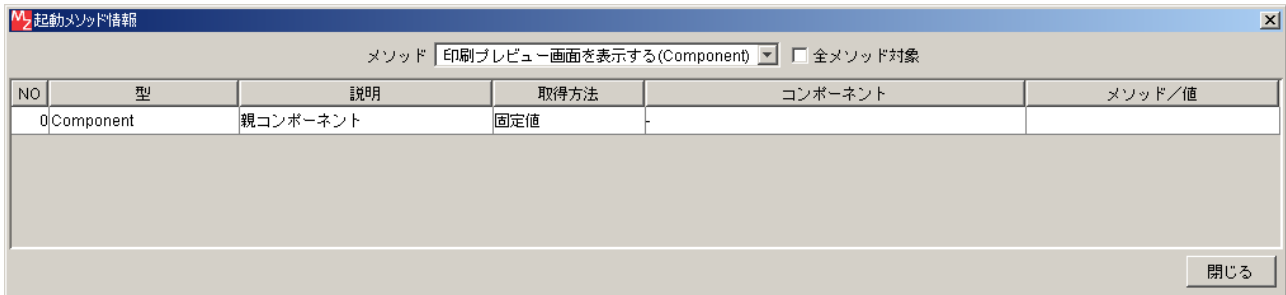 Mz 起動メソッド情報
メソッド 印刷プレビュー画面を表示する(Component) 全メソッド対象
NO 型 説明 取得方法 コンポーネント メソッド／値
0 Component 親コンポーネント 固定値 -
閉じる